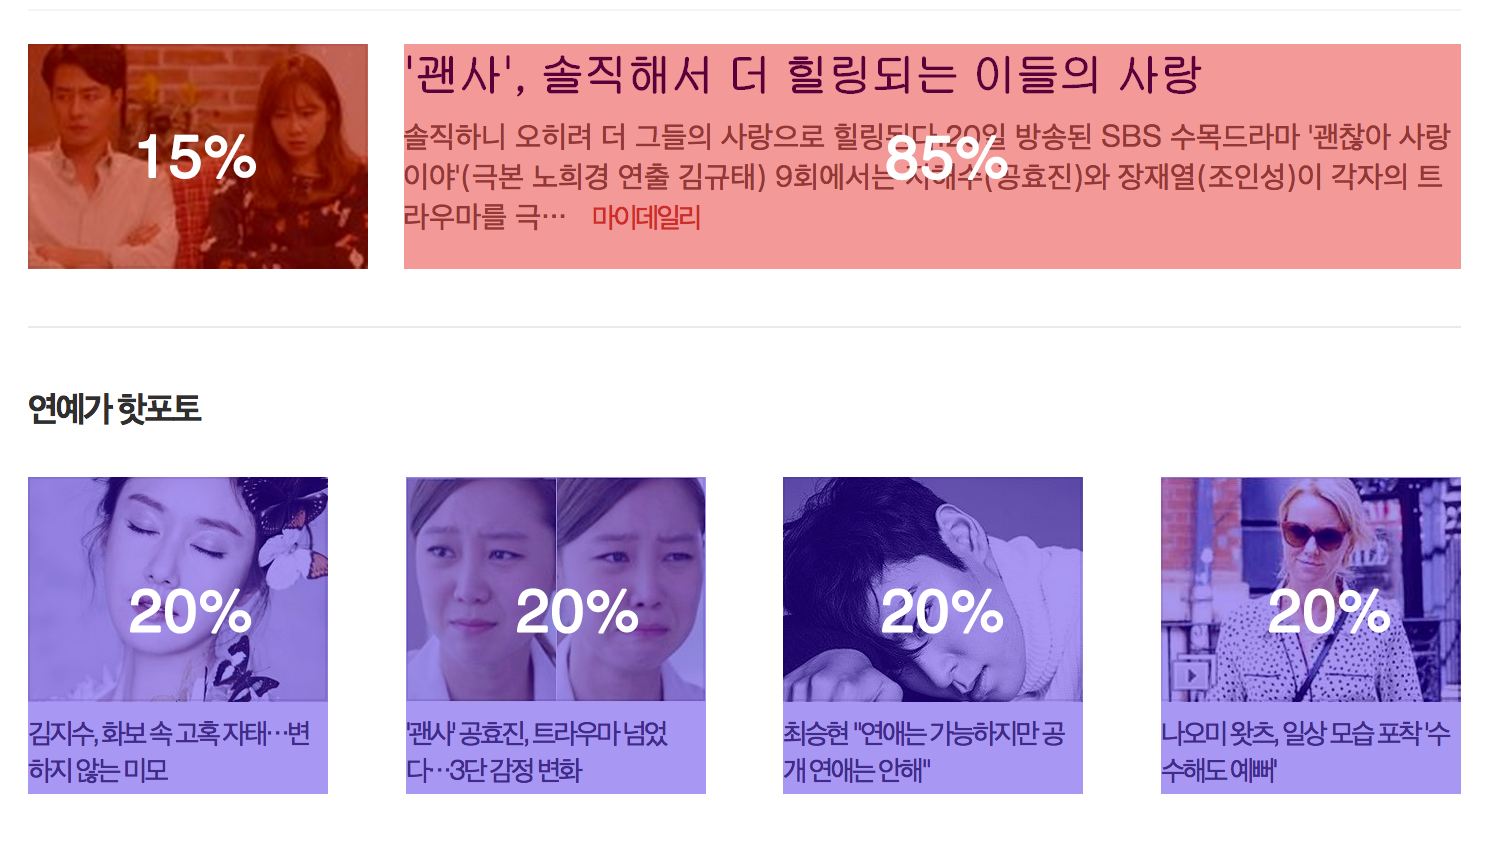 '괜사', 솔직해서 더 힐링되는 이들의 사랑
15%
솔직하니 오히려 더 그들의 사랑으로 힐링된다.20일 방송된 SBS 수목드라마 '괜찮아 사랑
85%
이야'(극본 노희경 연출 김규태) 9회에서는 지해수(공효진)와 장재열(조인성)이 각자의 트
라우마를 극… 마이데일리
연예가 핫포토
20%
20%
20%
20%
김지수, 화보 속 고혹 자태…변
하지 않는 미모
'괜사' 공효진, 트라우마 넘었
다…3단 감정 변화
최승현 "연애는 가능하지만 공
개 연애는 안해"
나오미 왓츠, 일상 모습 포착 '수
수해도 예뻐'